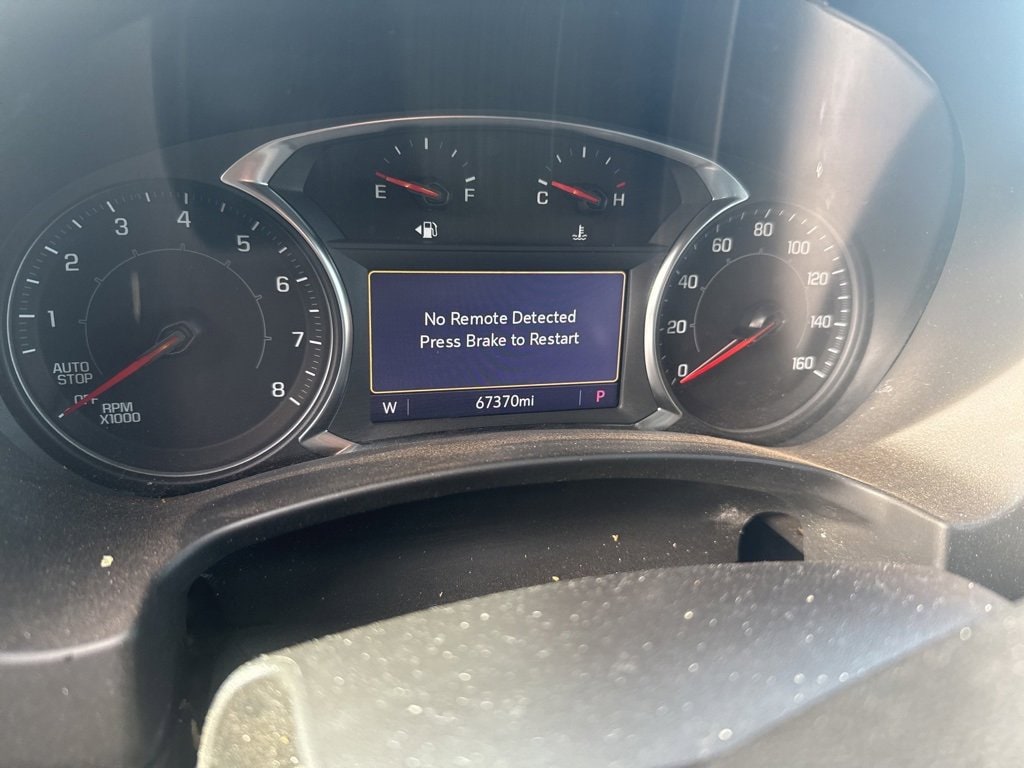 E F
C H
1 2 3 4 5 6 7 8
AUTO
STOP
OFF
RPM
X1000
No Remote Detected
Press Brake to Restart
W 67370mi P
0 20 40 60 80 100 120 140 160